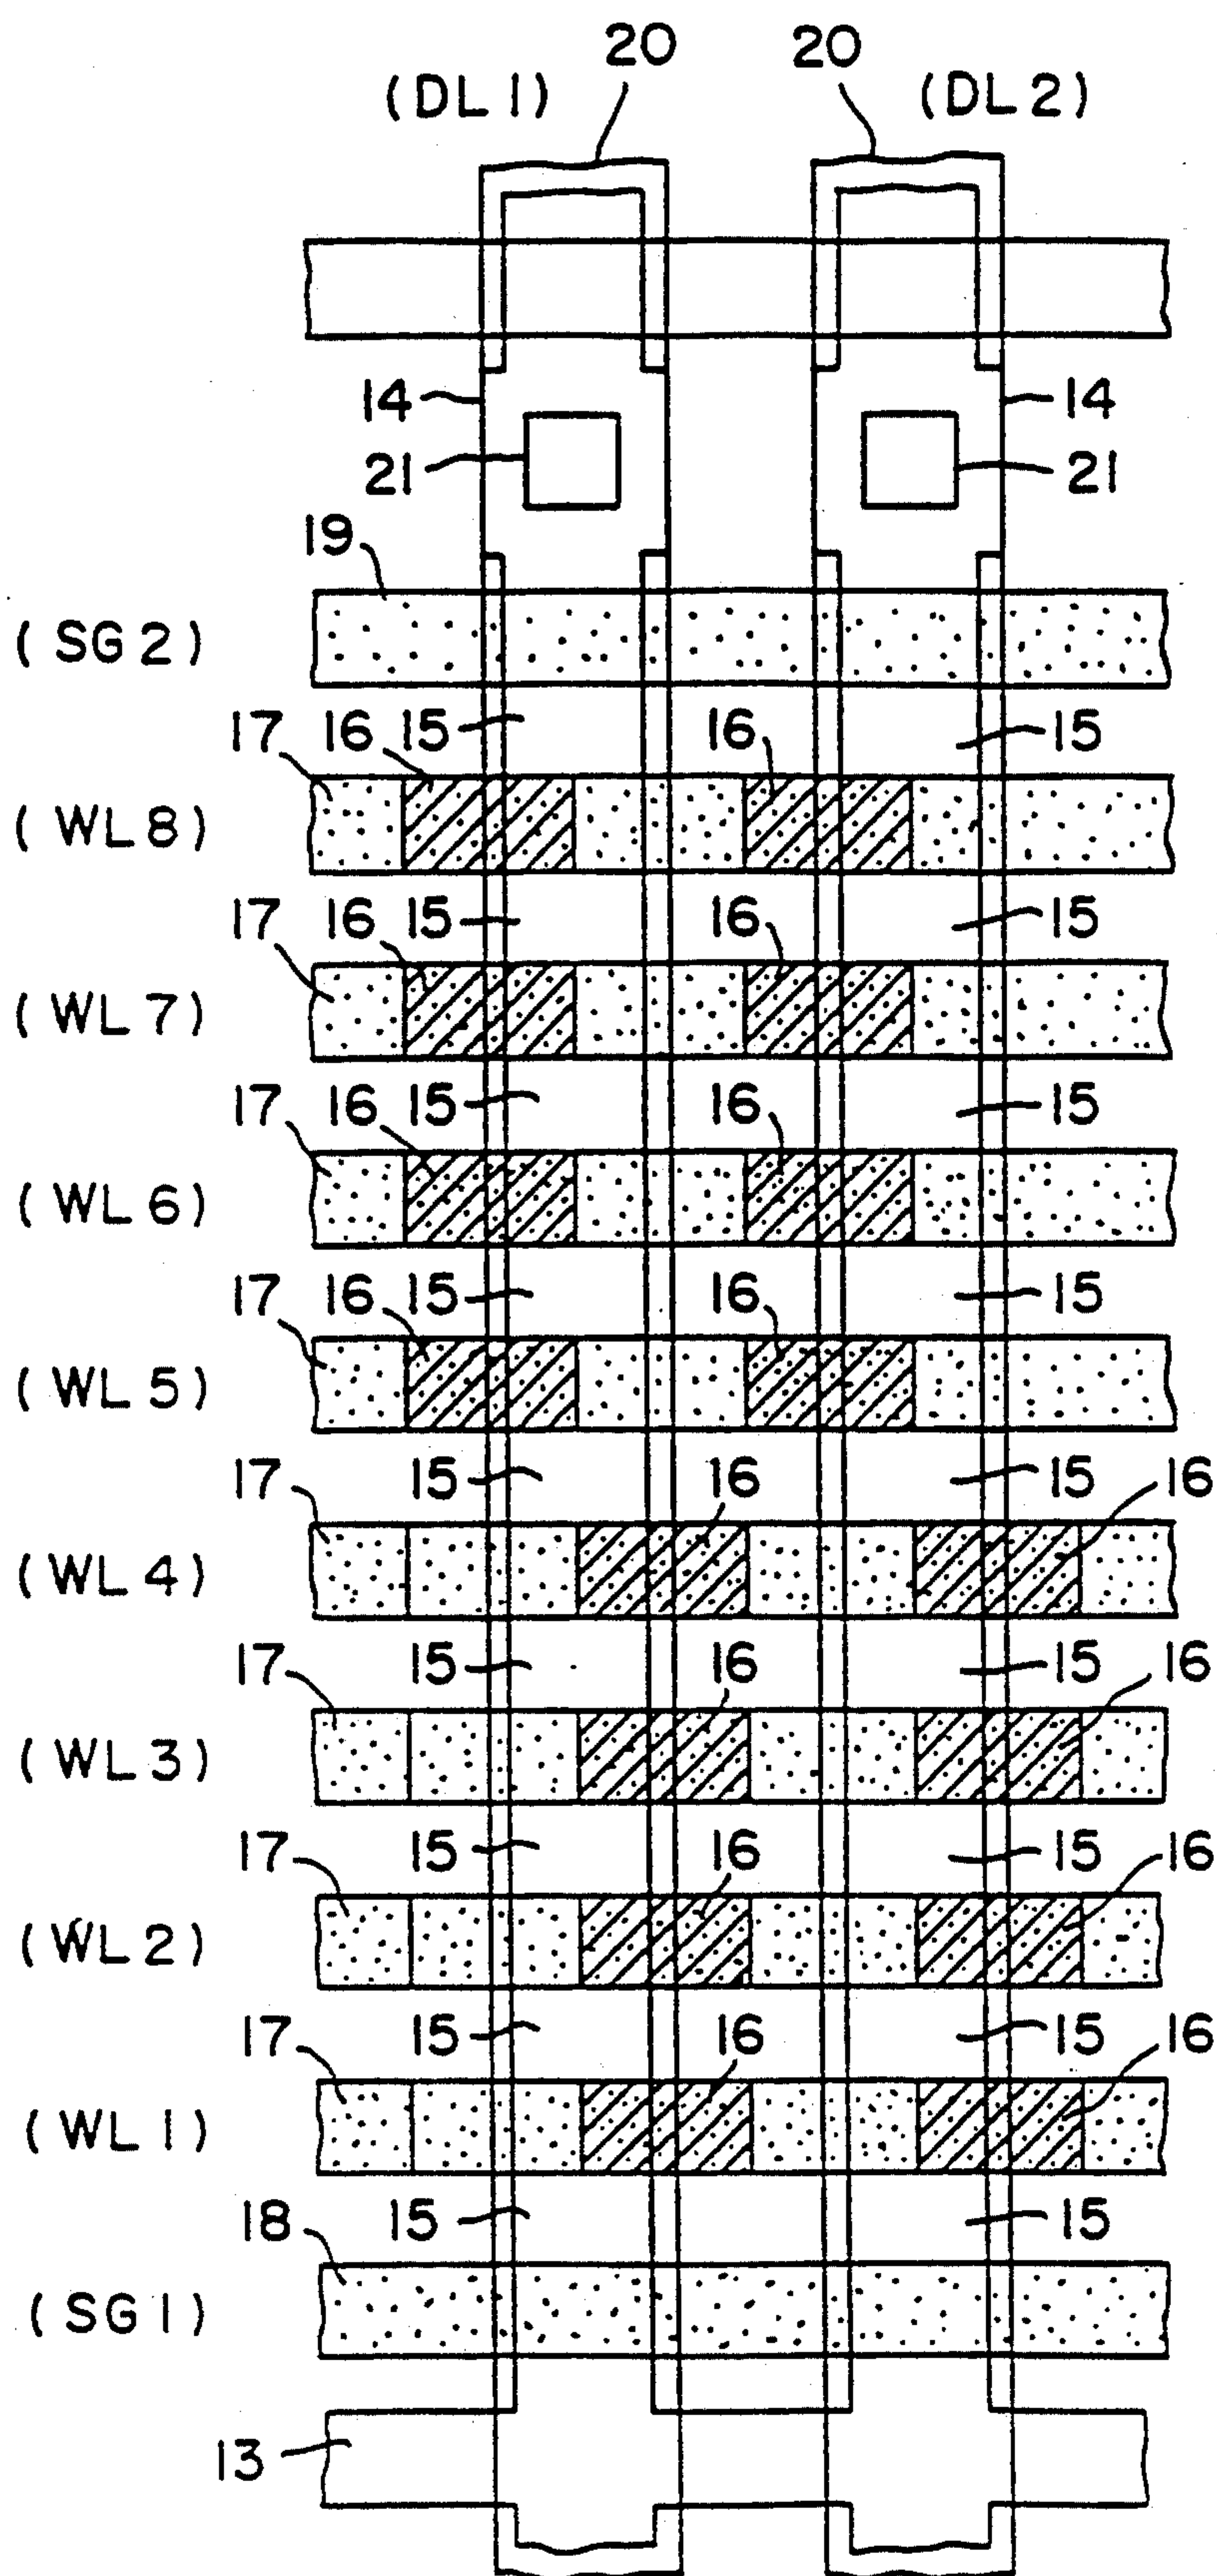 20 20
(DL1) (DL2)
14 14
21 21
19
(SG2)
15 15
17 16 16
(WL8)
17 16 15 16 15
(WL7)
17 16 15 16 15
(WL6)
17 16 15 16 15
(WL5)
17 15 16 15 16
(WL4)
17 15 16 15 16
(WL3)
17 15 16 15 16
(WL2)
17 15 16 15 16
(WL1)
18 15 15
(SG1)
13